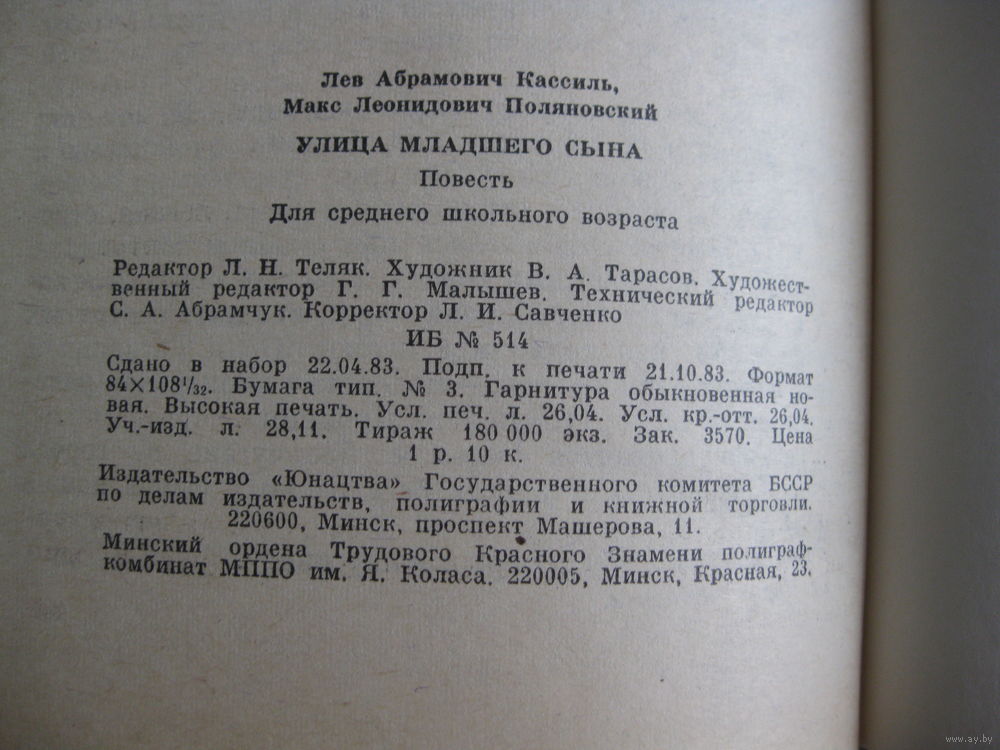 Лев Абрамович Кассиль,
Макс Леонидович Поляновский
УЛИЦА МЛАДШЕГО СЫНА
Повесть
Для среднего школьного возраста
Редактор Л. Н. Теляк. Художник В. А. Тарасов. Художест-
венный редактор Г. Г. Малышев. Технический редактор
С. А. Абрамчук. Корректор Л. И. Савченко
ИБ № 514
Сдано в набор 22.04.83. Подп. к печати 21.10.83. Формат
84×108¹/₃₂. Бумага тип. № 3. Гарнитура обыкновенная но-
вая. Высокая печать. Усл. печ. л. 26,04. Усл. кр.-отт. 26,04.
Уч.-изд. л. 28,11. Тираж 180 000 экз. Зак. 3570. Цена
1 р. 10 к.
Издательство «Юнацтва» Государственного комитета БССР
по делам издательств, полиграфии и книжной торговли.
220600, Минск, проспект Машерова, 11.
Минский ордена Трудового Красного Знамени полиграф-
комбинат МППО им. Я. Коласа. 220005, Минск, Красная, 23.
www.ay.by